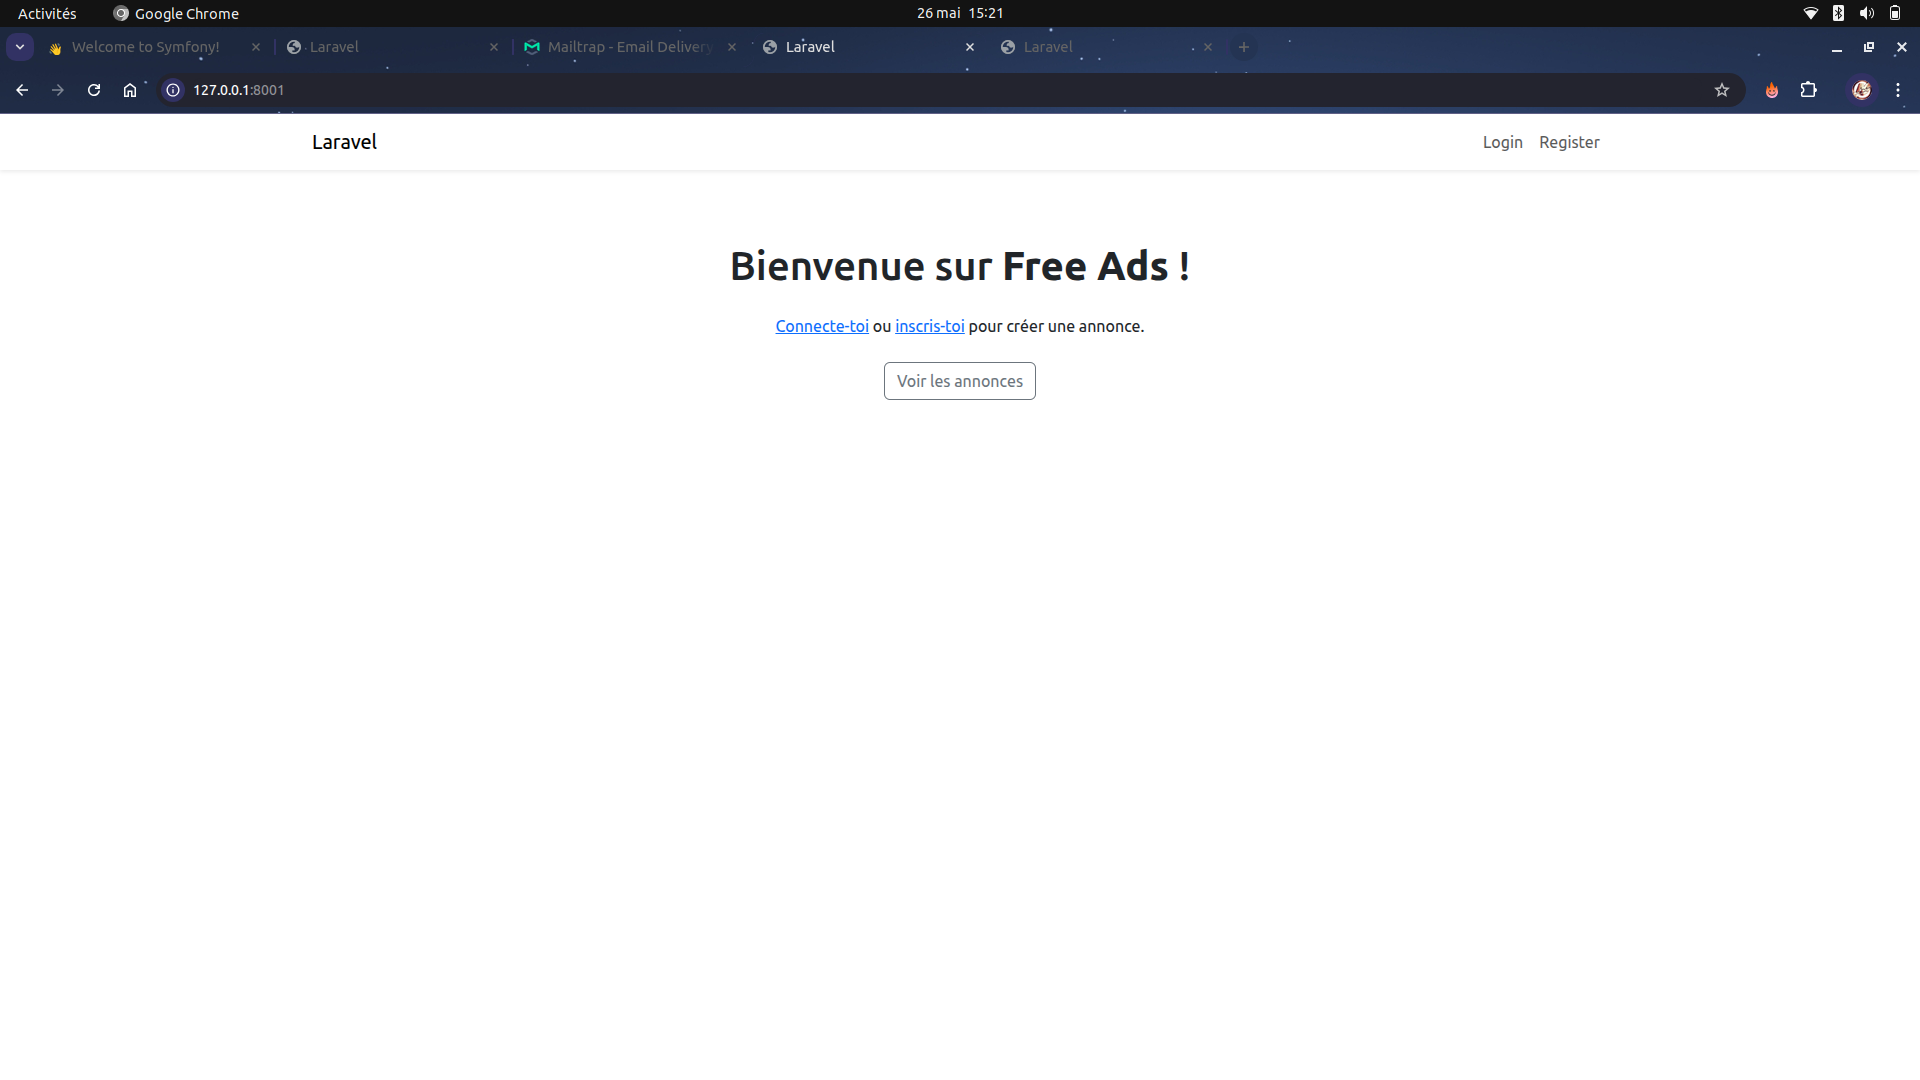 Activités Google Chrome 26 mai 15:21
Welcome to Symfony! Laravel Mailtrap - Email Delivery Laravel Laravel
127.0.0.1:8001
Laravel Login Register
Bienvenue sur Free Ads !
Connecte-toi ou inscris-toi pour créer une annonce.
Voir les annonces